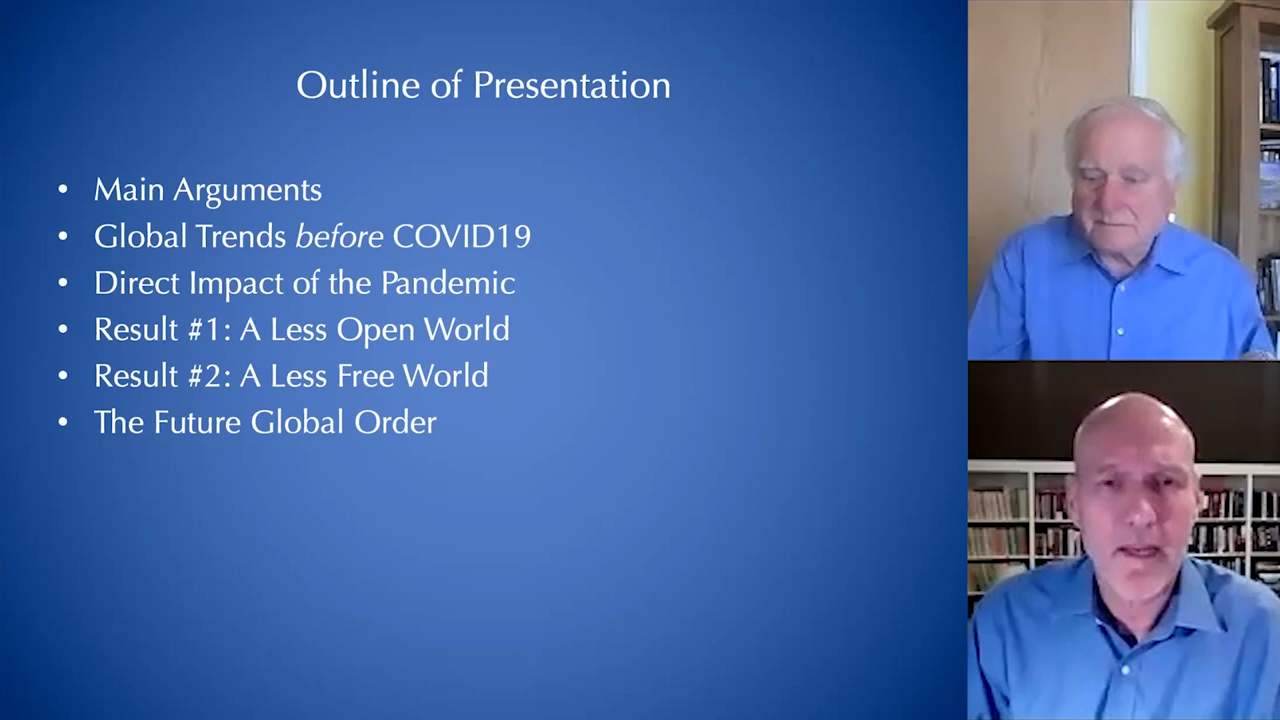 Outline of Presentation
• Main Arguments
• Global Trends before COVID19
• Direct Impact of the Pandemic
• Result #1: A Less Open World
• Result #2: A Less Free World
• The Future Global Order